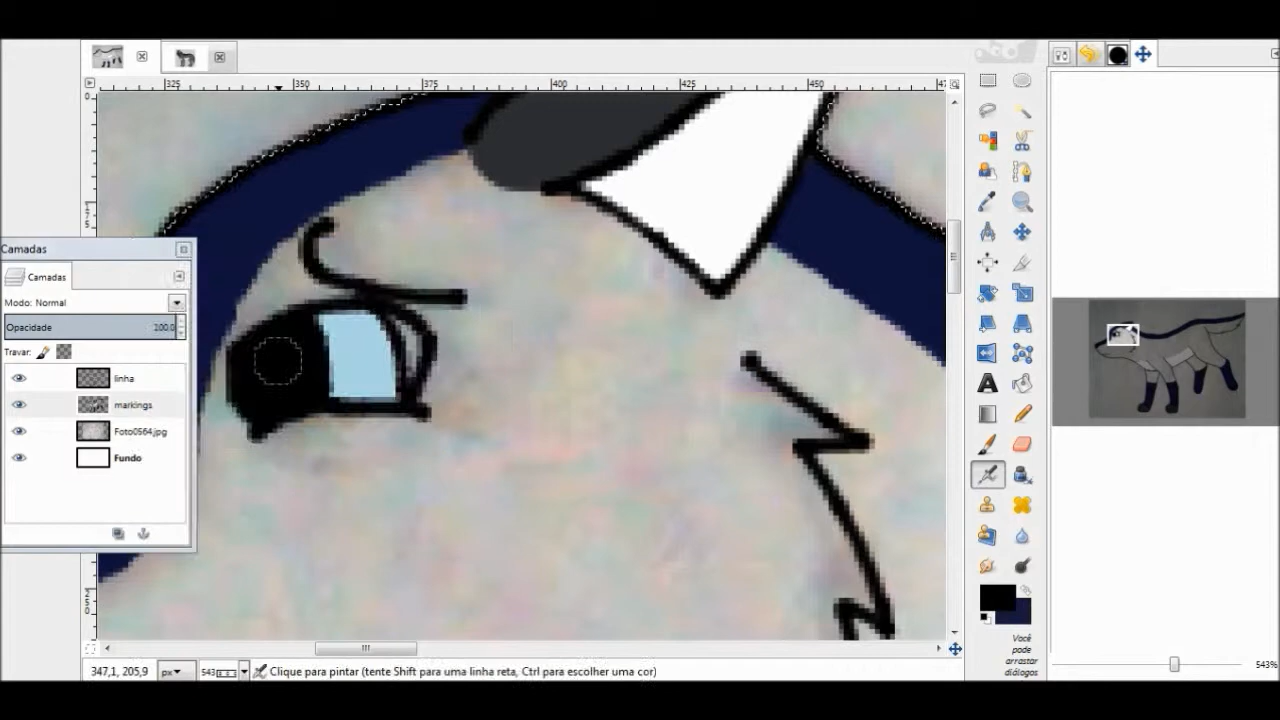 325
350
375
400
425
450
Camadas
Camadas
Modo: Normal
Opacidade 100,0
Travar:
linha
markings
Foto0564.jpg
Fundo
Você
pode
arrastar
diálogos
347,1, 205,9 px 543 Clique para pintar (tente Shift para uma linha reta, Ctrl para escolher uma cor)
543%